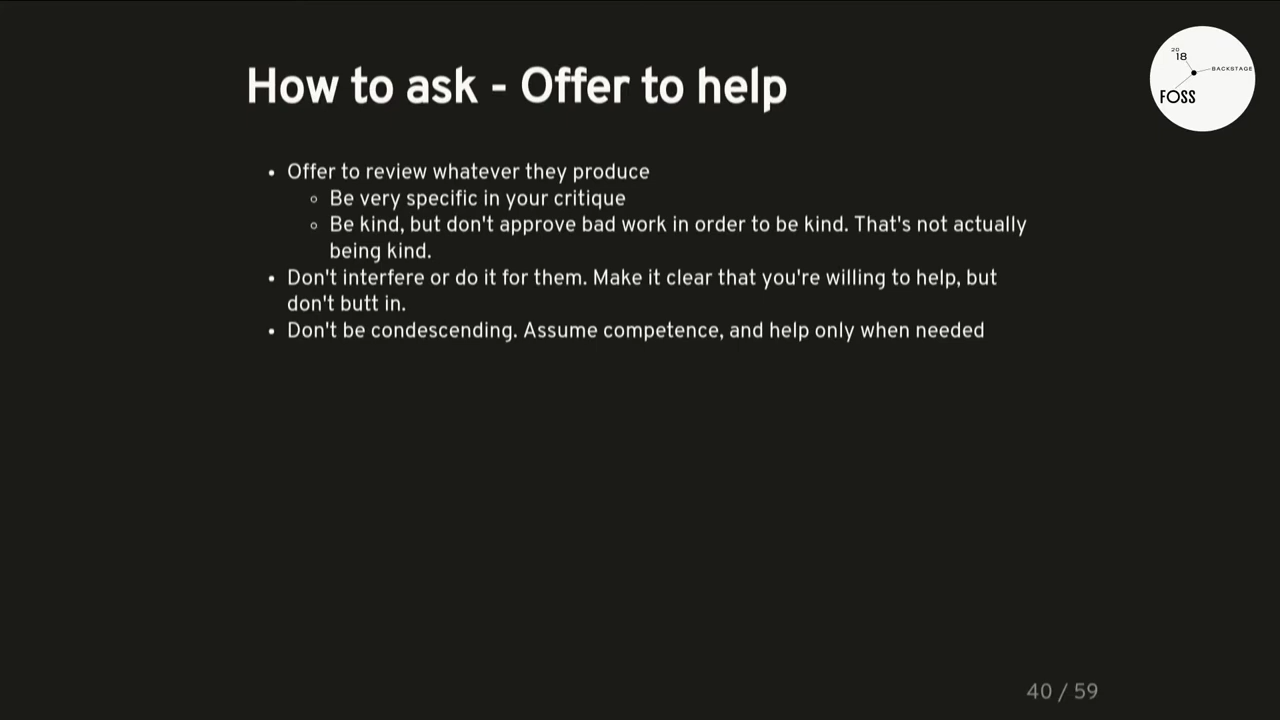 How to ask - Offer to help
20
18
BACKSTAGE
FOSS
• Offer to review whatever they produce
◦ Be very specific in your critique
◦ Be kind, but don't approve bad work in order to be kind. That's not actually
being kind.
• Don't interfere or do it for them. Make it clear that you're willing to help, but
don't butt in.
• Don't be condescending. Assume competence, and help only when needed
40 / 59